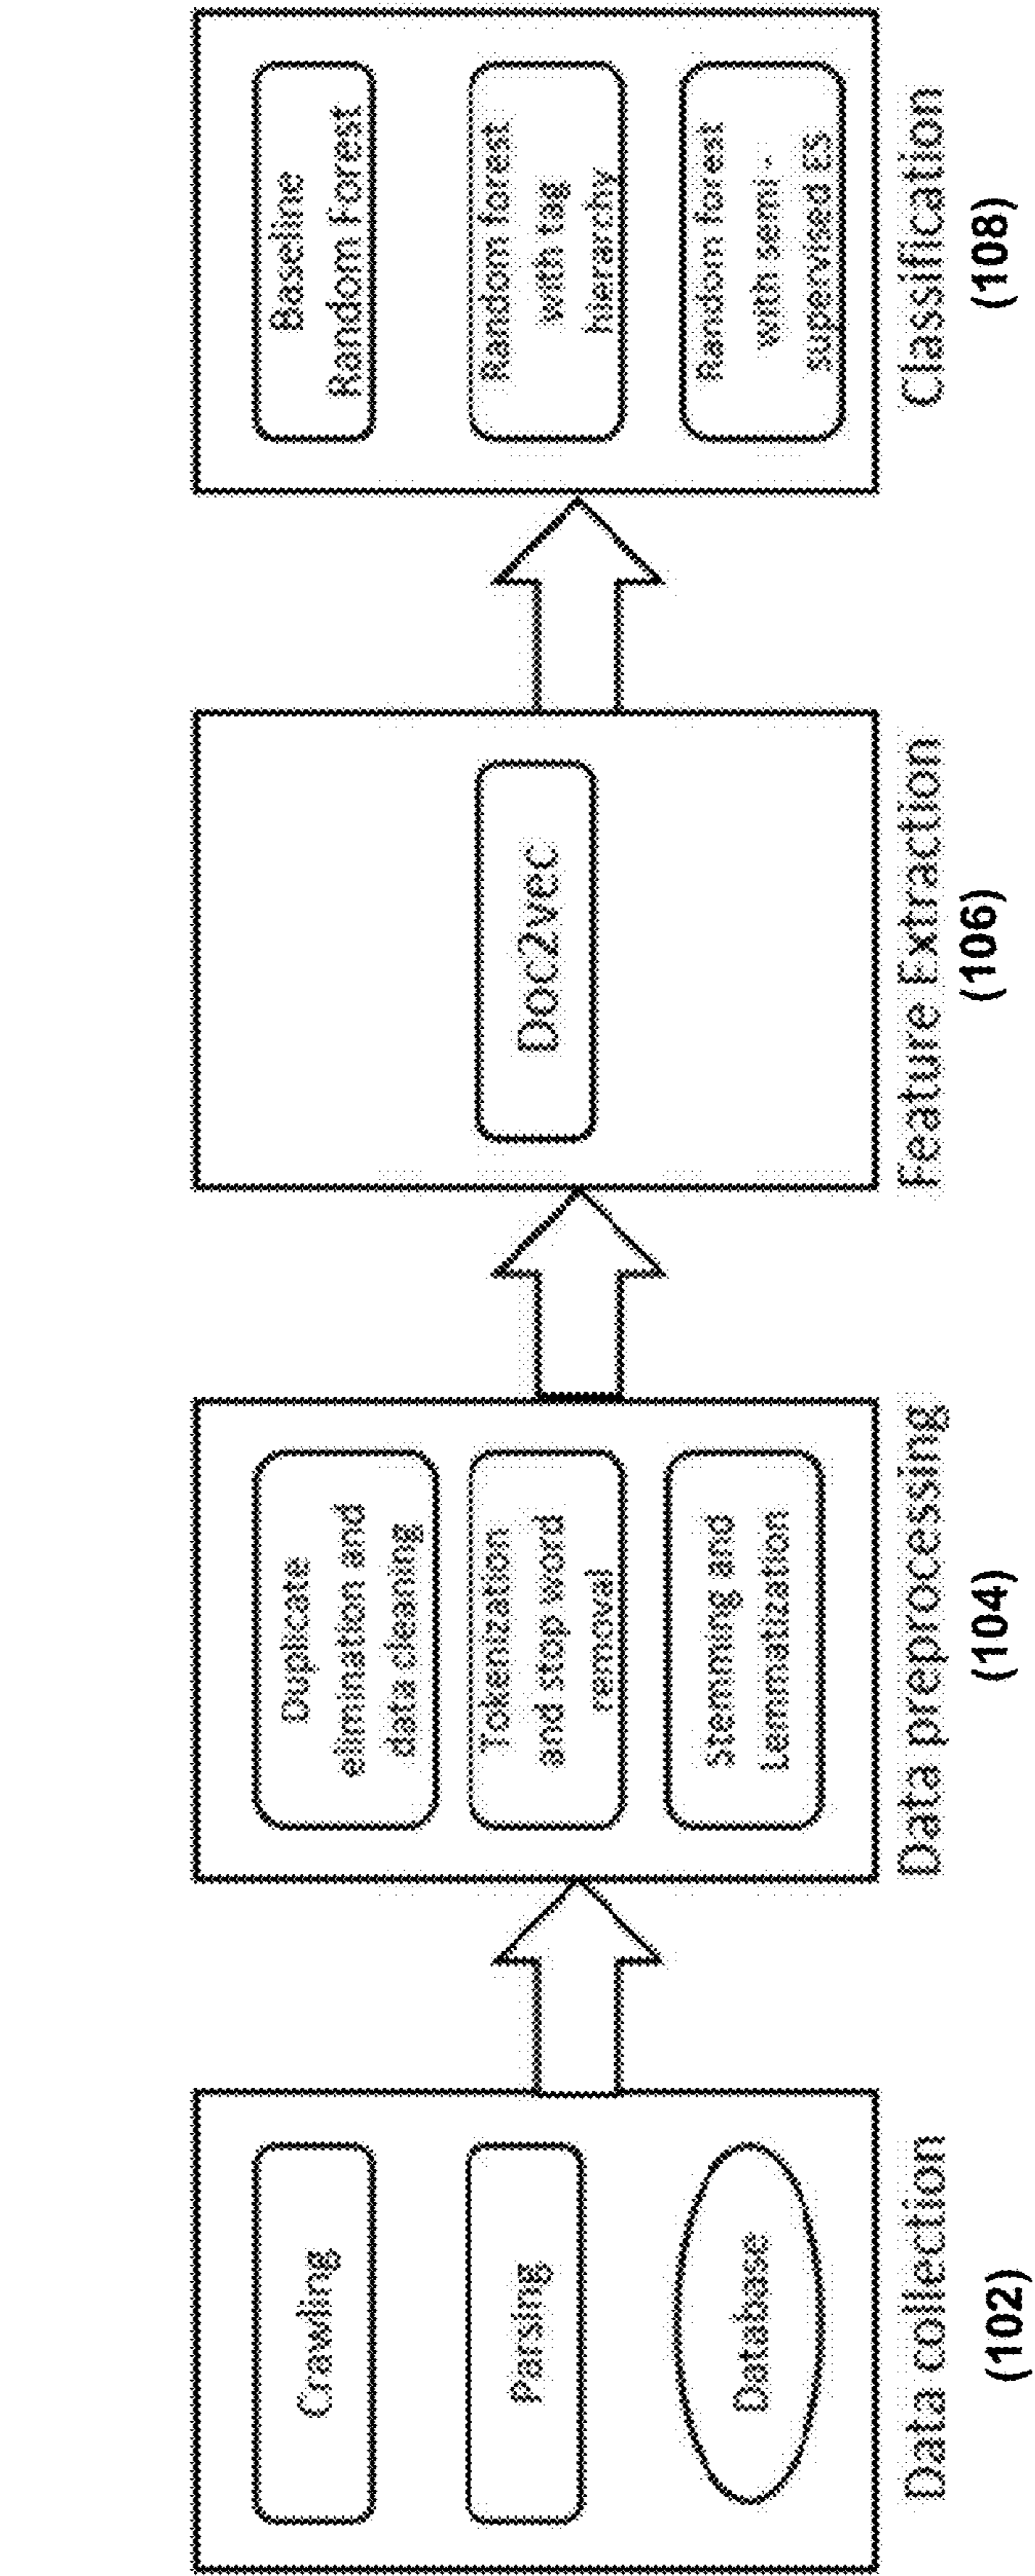 Crawling
Parsing
Database
Data collection
(102)
Duplicate
elimination and
data cleaning
Tokenization
and stop word
removal
Stemming and
Lemmatization
Data preprocessing
(104)
Doc2vec
Feature Extraction
(106)
Baseline
Random Forest
Random forest
with tag
hierarchy
Random forest
with semi-
supervised ES
Classification
(108)